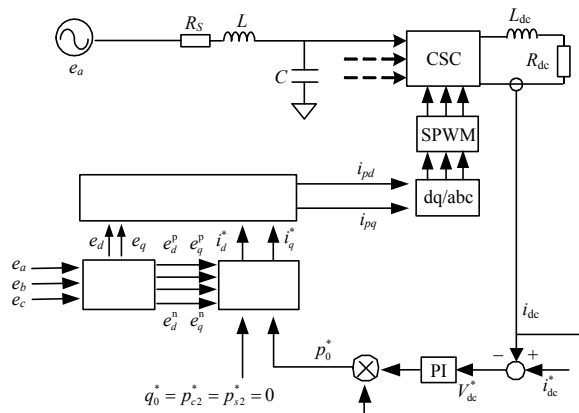 R_S
L
L_dc
e_a
C
CSC
R_dc
SPWM
i_pd
dq/abc
i_pq
e_d e_q e_d^p e_q^p i_d^* i_q^*
e_a
e_b
e_c
e_d^n e_q^n
i_dc
p_0^*
− +
PI
V_dc^*
i_dc^*
q_0^* = p_c2^* = p_s2^* = 0